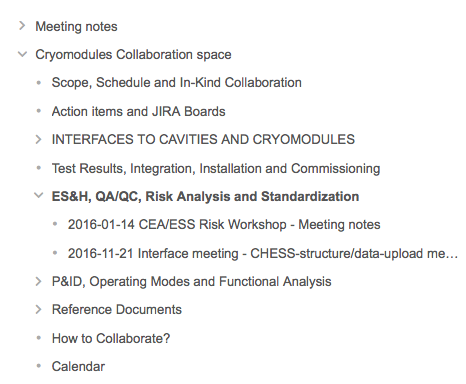 Meeting notes
Cryomodules Collaboration space
Scope, Schedule and In-Kind Collaboration
Action items and JIRA Boards
INTERFACES TO CAVITIES AND CRYOMODULES
Test Results, Integration, Installation and Commissioning
ES&H, QA/QC, Risk Analysis and Standardization
2016-01-14 CEA/ESS Risk Workshop - Meeting notes
2016-11-21 Interface meeting - CHESS-structure/data-upload me…
P&ID, Operating Modes and Functional Analysis
Reference Documents
How to Collaborate?
Calendar